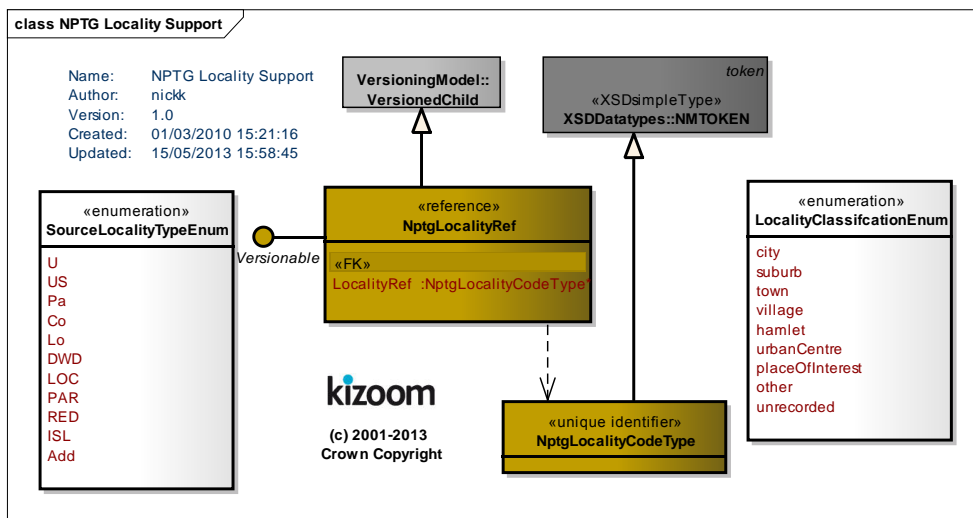 class NPTG Locality Support
Name: NPTG Locality Support
Author: nickk
Version: 1.0
Created: 01/03/2010 15:21:16
Updated: 15/05/2013 15:58:45
VersioningModel::
VersionedChild
token
«XSDsimpleType»
XSDDatatypes::NMTOKEN
«enumeration»
SourceLocalityTypeEnum
U
US
Pa
Co
Lo
DWD
LOC
PAR
RED
ISL
Add
Versionable
«reference»
NptgLocalityRef
«FK»
LocalityRef :NptgLocalityCodeType*
«enumeration»
LocalityClassifcationEnum
city
suburb
town
village
hamlet
urbanCentre
placeOfInterest
other
unrecorded
kizoom
(c) 2001-2013
Crown Copyright
«unique identifier»
NptgLocalityCodeType